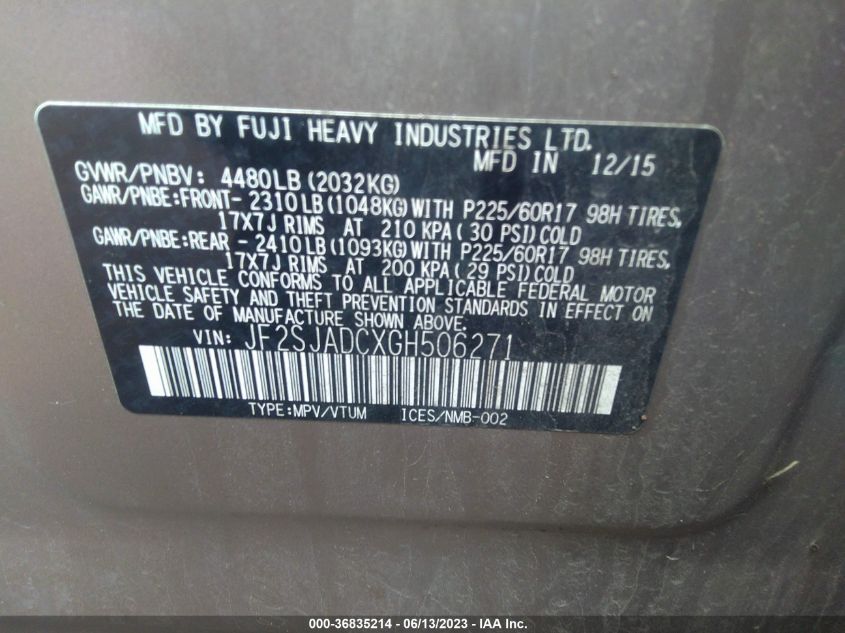 MFD BY FUJI HEAVY INDUSTRIES LTD.
MFD IN 12/15
GVWR/PNBV: 4480LB(2032KG)
GAWR/PNBE:FRONT- 2310LB(1048KG)WITH P225/60R17 98H TIRES,
17X7J RIMS AT 210 KPA(30 PSI)COLD
GAWR/PNBE:REAR - 2410LB(1093KG)WITH P225/60R17 98H TIRES,
17X7J RIMS AT 200 KPA(29 PSI)COLD
THIS VEHICLE CONFORMS TO ALL APPLICABLE FEDERAL MOTOR
VEHICLE SAFETY AND THEFT PREVENTION STANDARDS IN EFFECT ON
THE DATE OF MANUFACTURE SHOWN ABOVE.
VIN: JF2SJADCXGH506271
TYPE:MPV/VTUM ICES/NMB-002
000-36835214 - 06/13/2023 - IAA Inc.